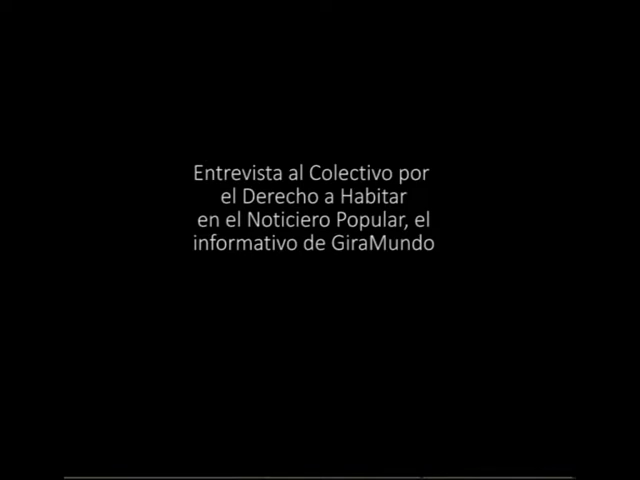 Entrevista al Colectivo por
el Derecho a Habitar
en el Noticiero Popular, el
informativo de GiraMundo